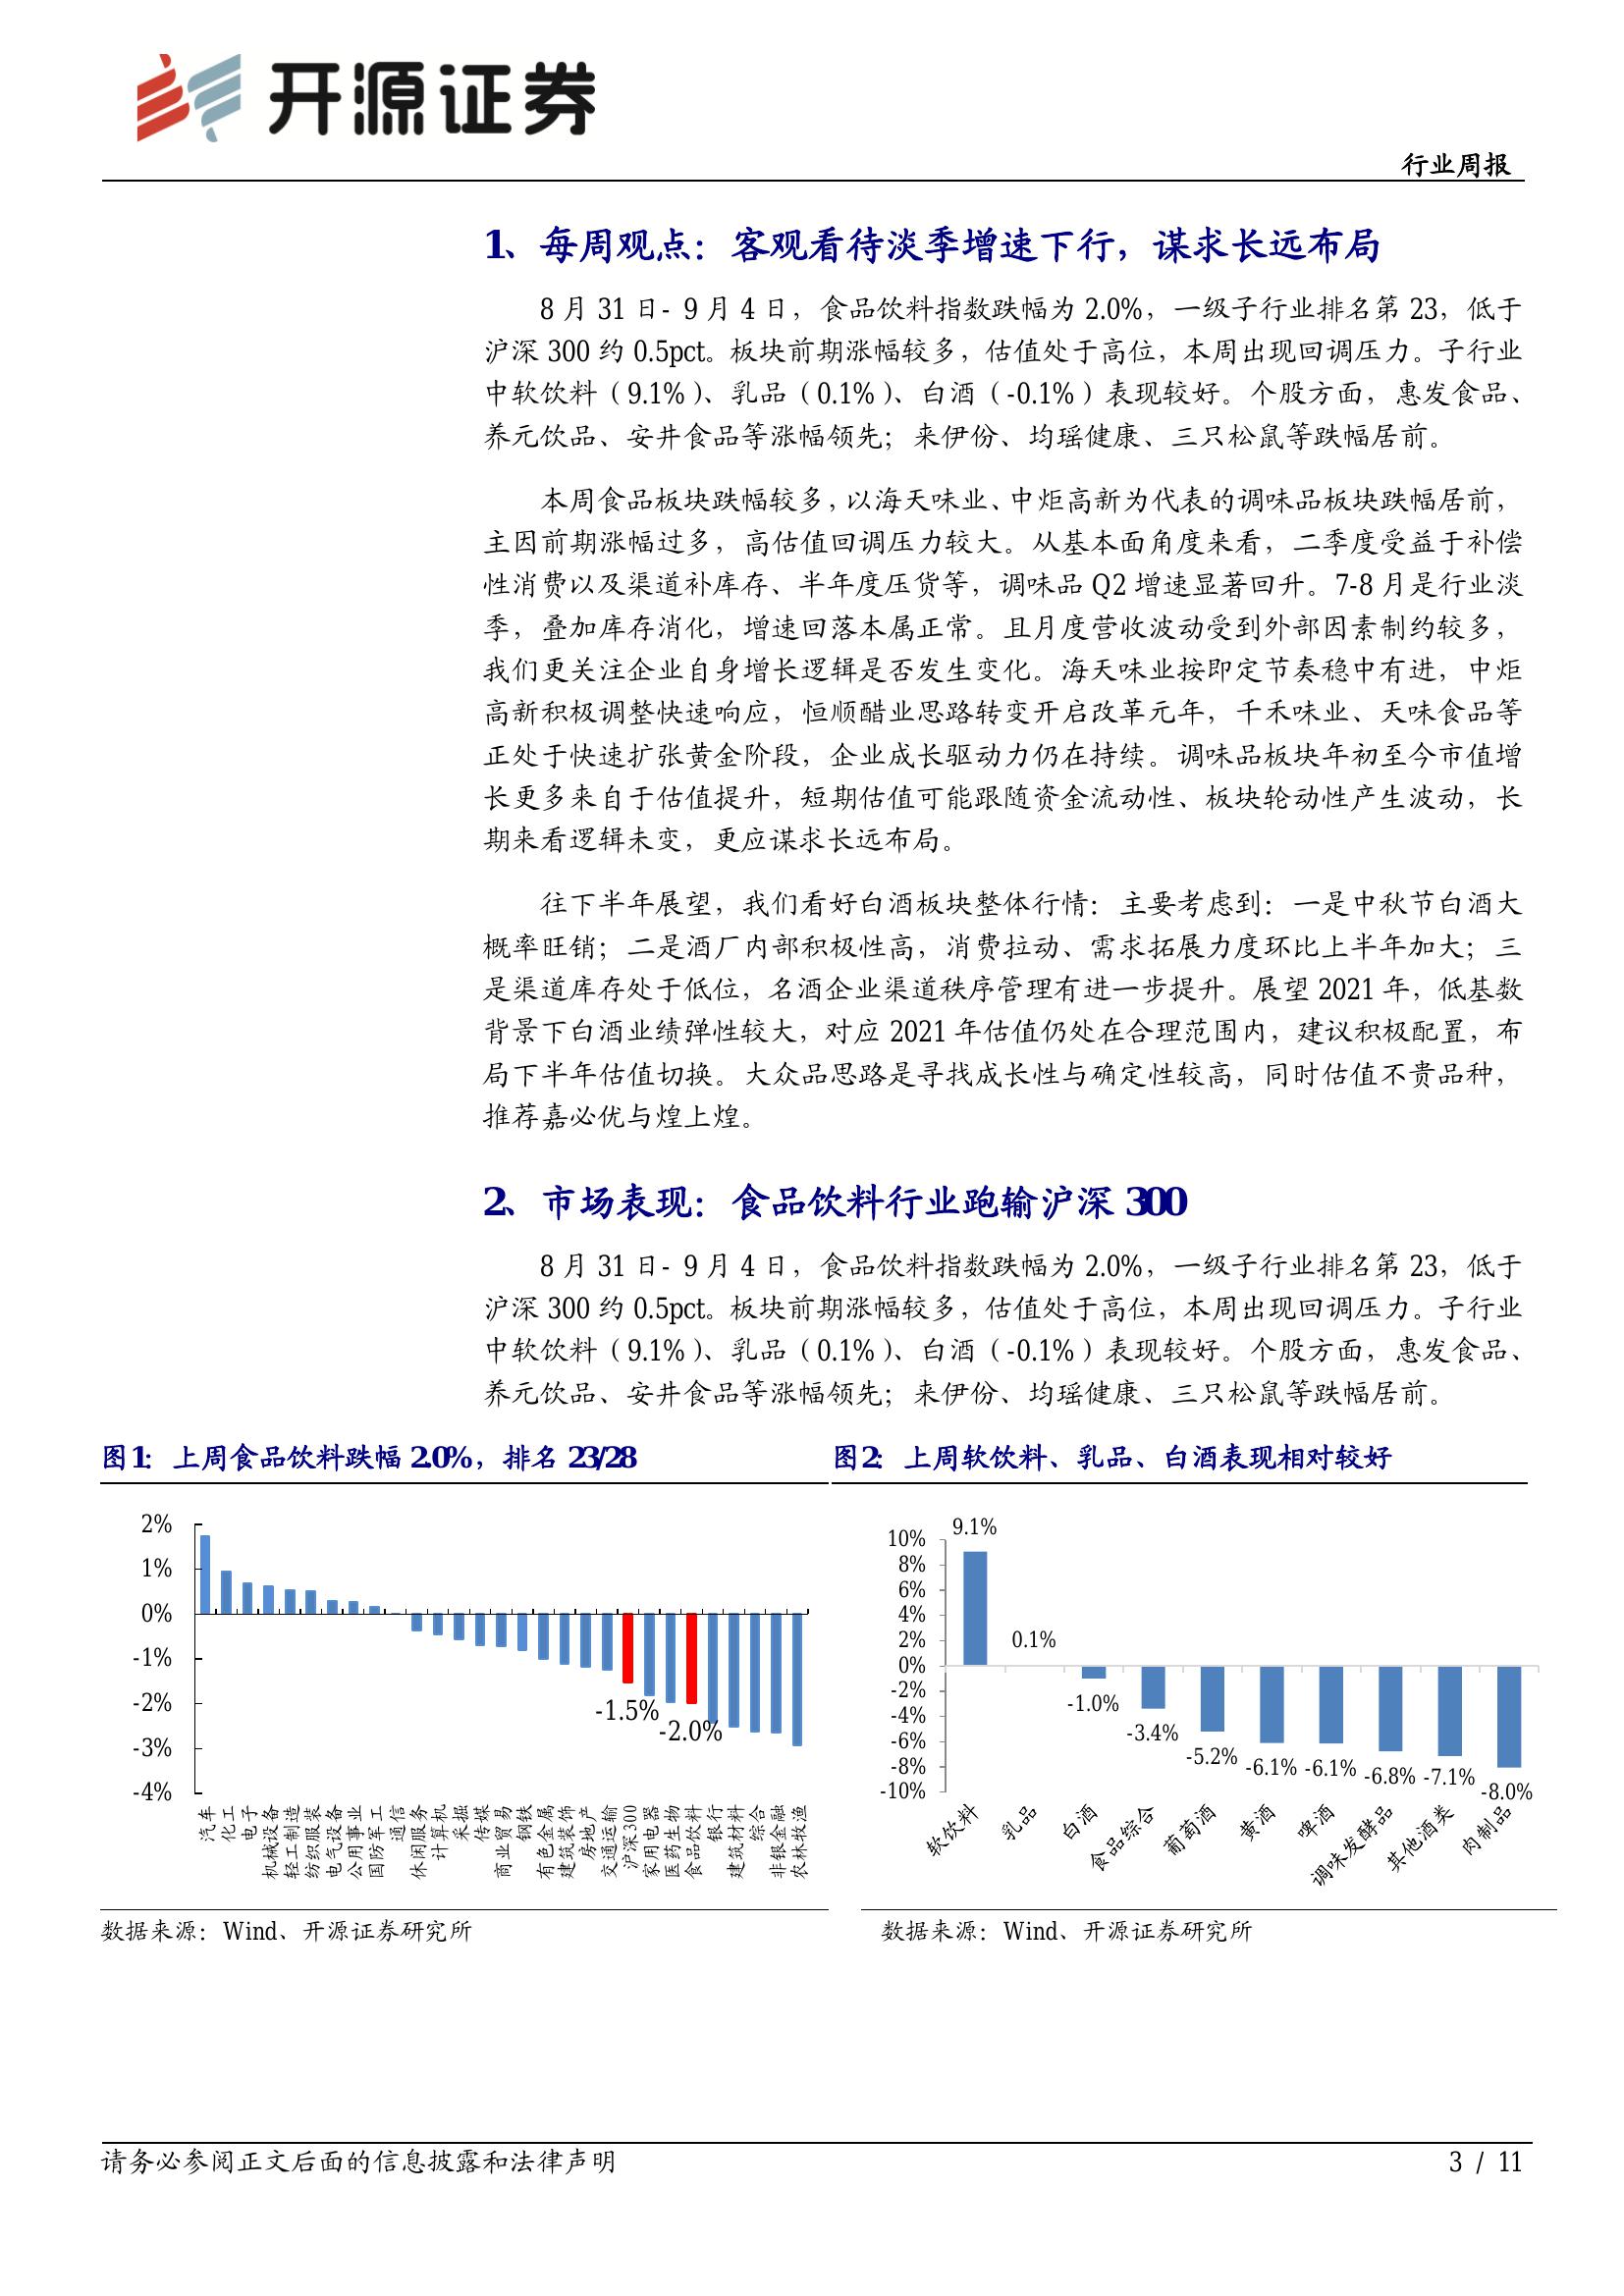 开源证券
行业周报
1、每周观点：客观看待淡季增速下行，谋求长远布局
8 月 31 日- 9 月 4 日，食品饮料指数跌幅为 2.0%，一级子行业排名第 23，低于
沪深 300 约 0.5pct。板块前期涨幅较多，估值处于高位，本周出现回调压力。子行业
中软饮料（9.1%）、乳品（0.1%）、白酒（-0.1%）表现较好。个股方面，惠发食品、
养元饮品、安井食品等涨幅领先；来伊份、均瑶健康、三只松鼠等跌幅居前。
本周食品板块跌幅较多，以海天味业、中炬高新为代表的调味品板块跌幅居前，
主因前期涨幅过多，高估值回调压力较大。从基本面角度来看，二季度受益于补偿
性消费以及渠道补库存、半年度压货等，调味品 Q2 增速显著回升。7-8 月是行业淡
季，叠加库存消化，增速回落本属正常。且月度营收波动受到外部因素制约较多，
我们更关注企业自身增长逻辑是否发生变化。海天味业按即定节奏稳中有进，中炬
高新积极调整快速响应，恒顺醋业思路转变开启改革元年，千禾味业、天味食品等
正处于快速扩张黄金阶段，企业成长驱动力仍在持续。调味品板块年初至今市值增
长更多来自于估值提升，短期估值可能跟随资金流动性、板块轮动性产生波动，长
期来看逻辑未变，更应谋求长远布局。
往下半年展望，我们看好白酒板块整体行情：主要考虑到：一是中秋节白酒大
概率旺销；二是酒厂内部积极性高，消费拉动、需求拓展力度环比上半年加大；三
是渠道库存处于低位，名酒企业渠道秩序管理有进一步提升。展望 2021 年，低基数
背景下白酒业绩弹性较大，对应 2021 年估值仍处在合理范围内，建议积极配置，布
局下半年估值切换。大众品思路是寻找成长性与确定性较高，同时估值不贵品种，
推荐嘉必优与煌上煌。
2、市场表现：食品饮料行业跑输沪深 300
8 月 31 日- 9 月 4 日，食品饮料指数跌幅为 2.0%，一级子行业排名第 23，低于
沪深 300 约 0.5pct。板块前期涨幅较多，估值处于高位，本周出现回调压力。子行业
中软饮料（9.1%）、乳品（0.1%）、白酒（-0.1%）表现较好。个股方面，惠发食品、
养元饮品、安井食品等涨幅领先；来伊份、均瑶健康、三只松鼠等跌幅居前。
图1：上周食品饮料跌幅 2.0%，排名 23/28
2%
1%
0%
-1%
-2%
-3%
-4%
-1.5%
-2.0%
汽车
化工
电子
机械设备
轻工制造
纺织服装
电气设备
公用事业
国防军工
通信
休闲服务
计算机
采掘
传媒
商业贸易
钢铁
有色金属
建筑装饰
房地产
交通运输
沪深300
家用电器
医药生物
食品饮料
银行
建筑材料
综合
非银金融
农林牧渔
数据来源：Wind、开源证券研究所
图2：上周软饮料、乳品、白酒表现相对较好
10%
8%
6%
4%
2%
0%
-2%
-4%
-6%
-8%
-10%
9.1%
0.1%
-1.0%
-3.4%
-5.2%
-6.1%
-6.1%
-6.8%
-7.1%
-8.0%
软饮料
乳品
白酒
食品综合
葡萄酒
黄酒
啤酒
调味发酵品
其他酒类
肉制品
数据来源：Wind、开源证券研究所
请务必参阅正文后面的信息披露和法律声明
3 / 11